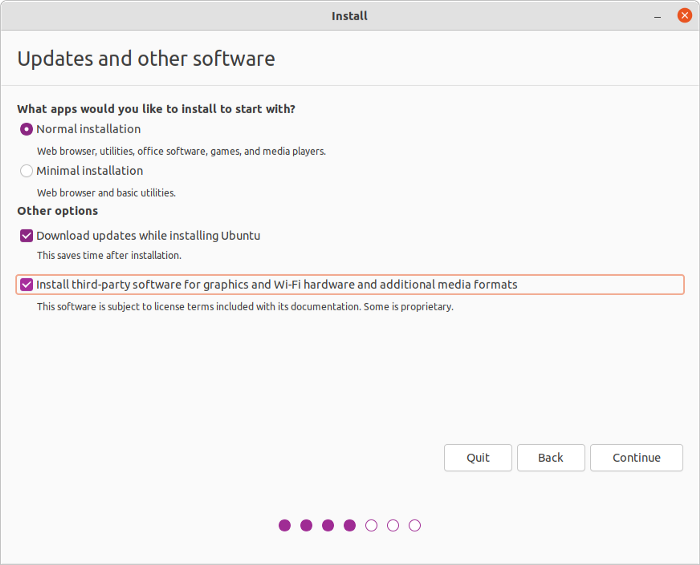 Install
Updates and other software
What apps would you like to install to start with?
Normal installation
Web browser, utilities, office software, games, and media players.
Minimal installation
Web browser and basic utilities.
Other options
Download updates while installing Ubuntu
This saves time after installation.
Install third-party software for graphics and Wi-Fi hardware and additional media formats
This software is subject to license terms included with its documentation. Some is proprietary.
Quit Back Continue